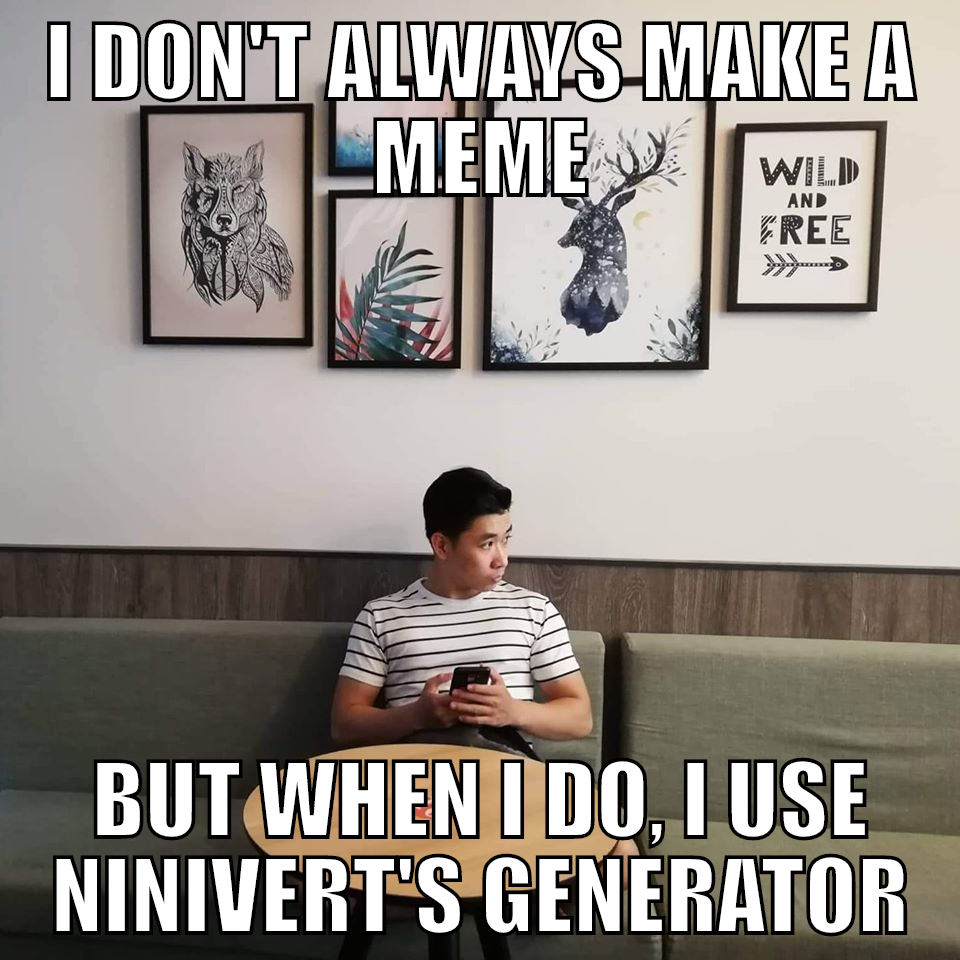 I DON'T ALWAYS MAKE A
MEME
WILD
AND
FREE
BUT WHEN I DO, I USE
NINIVERT'S GENERATOR